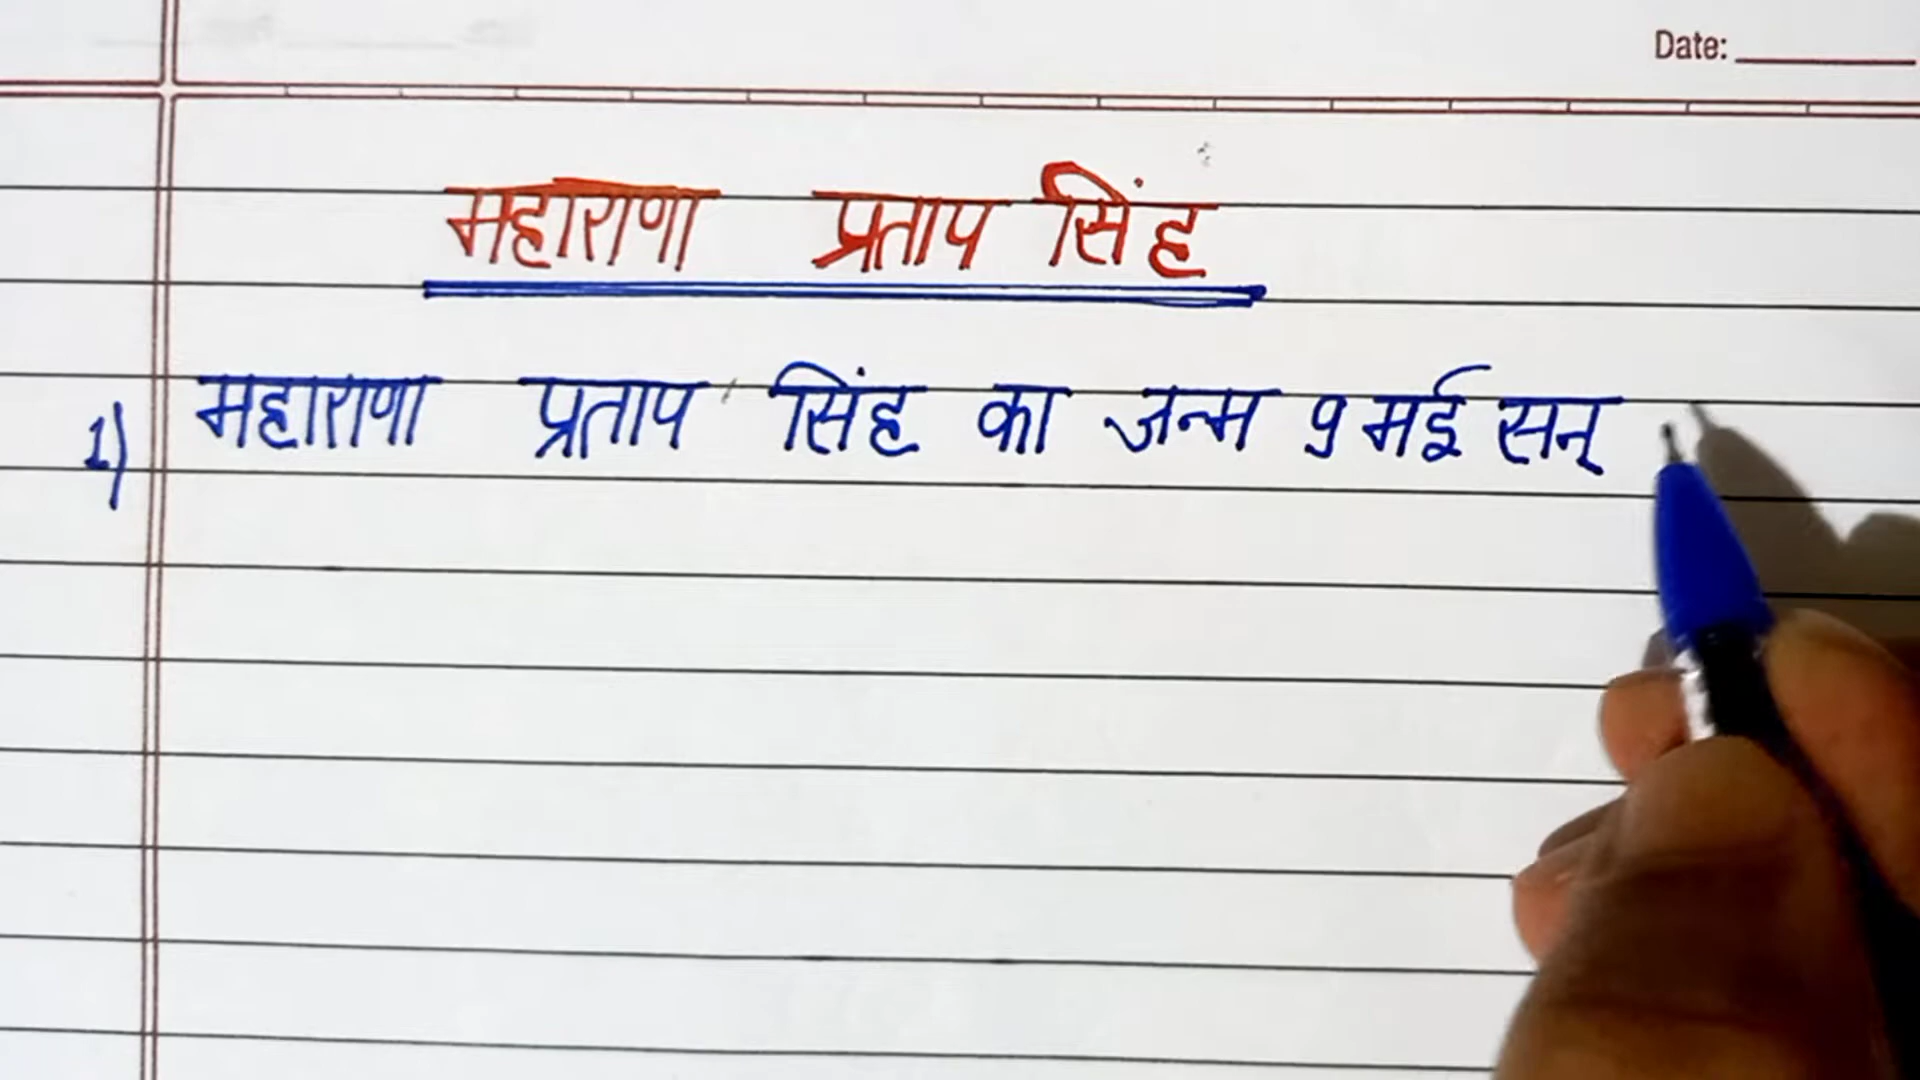 Date:
महाराणा प्रताप सिंह
1) महाराणा प्रताप सिंह का जन्म 9 मई सन्